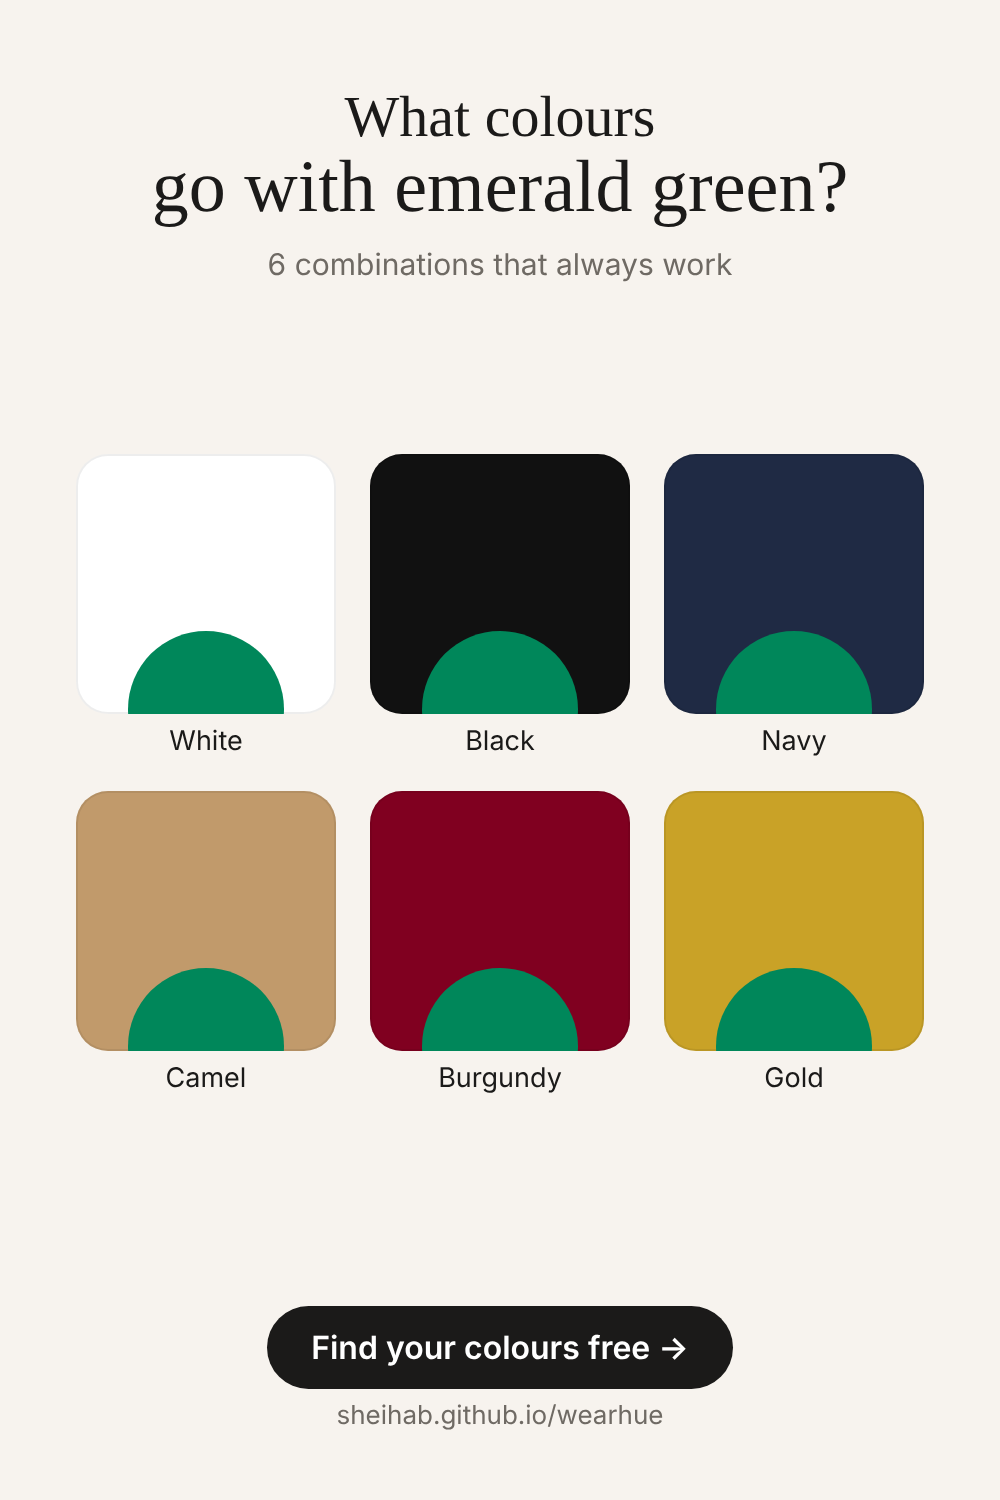 What colours
go with emerald green?
6 combinations that always work
White
Black
Navy
Camel
Burgundy
Gold
Find your colours free →
sheihab.github.io/wearhue